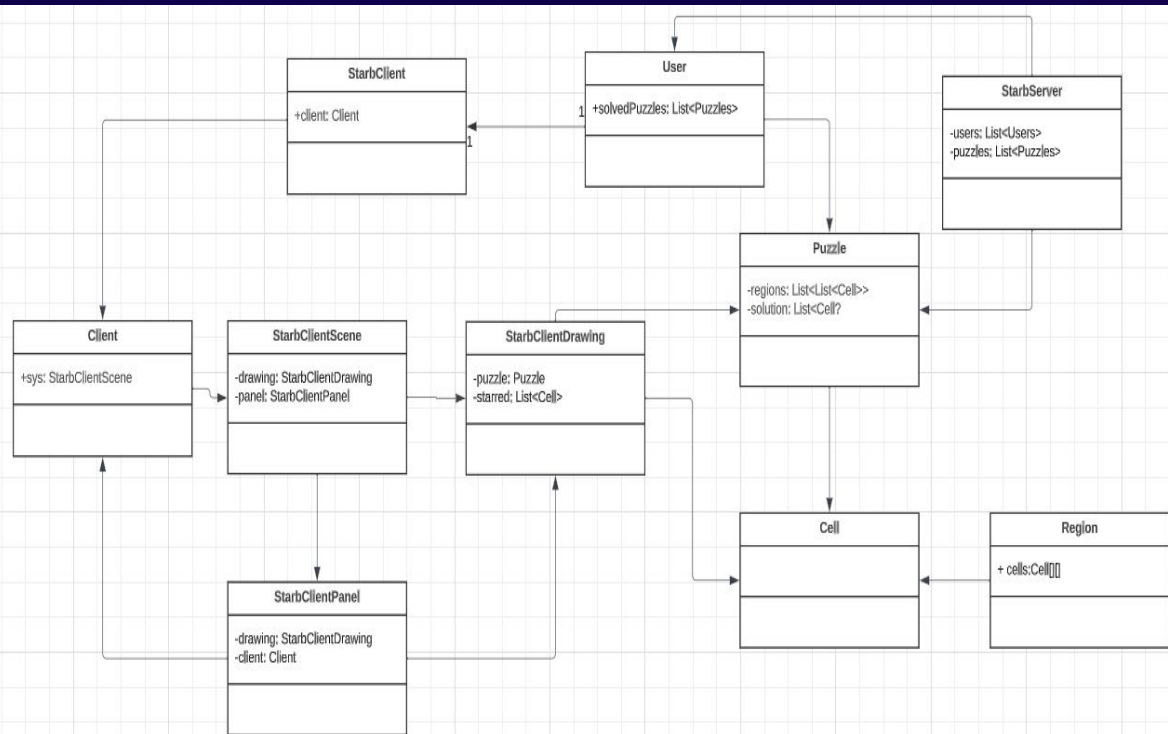 StarbClient
+client: Client
User
+solvedPuzzles: List<Puzzles>
1
1
StarbServer
-users: List<Users>
-puzzles: List<Puzzles>
Puzzle
-regions: List<List<Cell>>
-solution: List<Cell?
Client
+sys: StarbClientScene
StarbClientScene
-drawing: StarbClientDrawing
-panel: StarbClientPanel
StarbClientDrawing
-puzzle: Puzzle
-starred: List<Cell>
Cell
Region
+ cells:Cell[][]
StarbClientPanel
-drawing: StarbClientDrawing
-client: Client